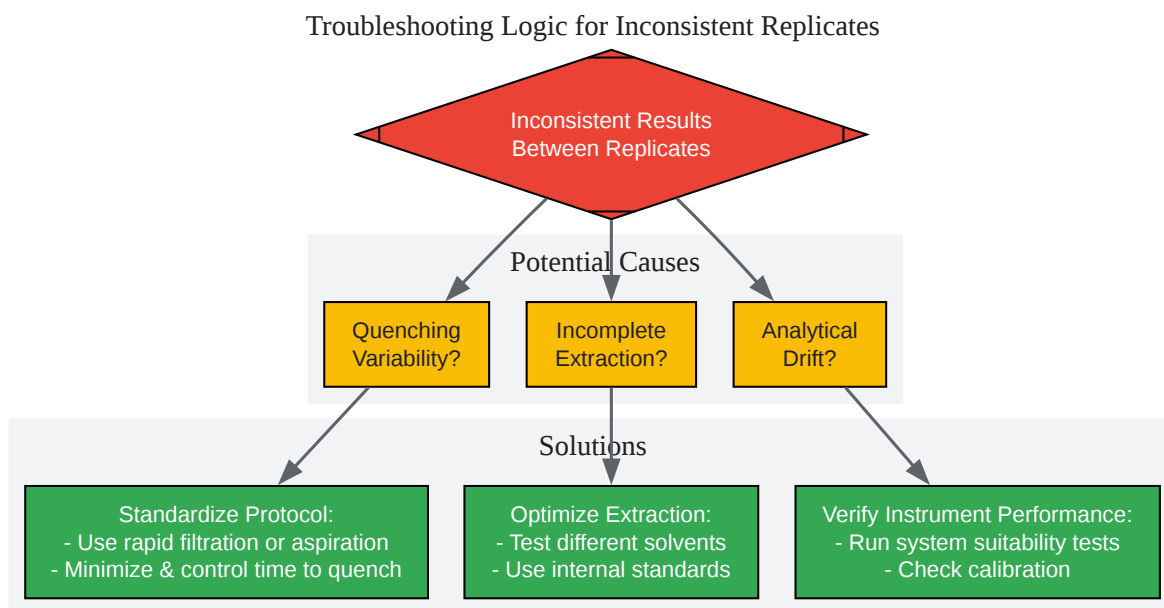 Troubleshooting Logic for Inconsistent Replicates
Inconsistent Results
Between Replicates
Potential Causes
Quenching
Variability?
Incomplete
Extraction?
Analytical
Drift?
Solutions
Standardize Protocol:
- Use rapid filtration or aspiration
- Minimize & control time to quench
Optimize Extraction:
- Test different solvents
- Use internal standards
Verify Instrument Performance:
- Run system suitability tests
- Check calibration